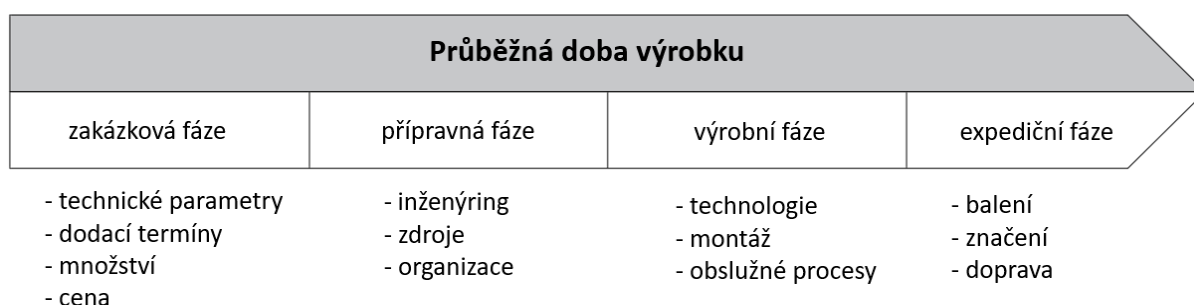 Průběžná doba výrobku
zakázková fáze
přípravná fáze
výrobní fáze
expediční fáze
- technické parametry
- dodací termíny
- množství
- cena
- inženýring
- zdroje
- organizace
- technologie
- montáž
- obslužné procesy
- balení
- značení
- doprava